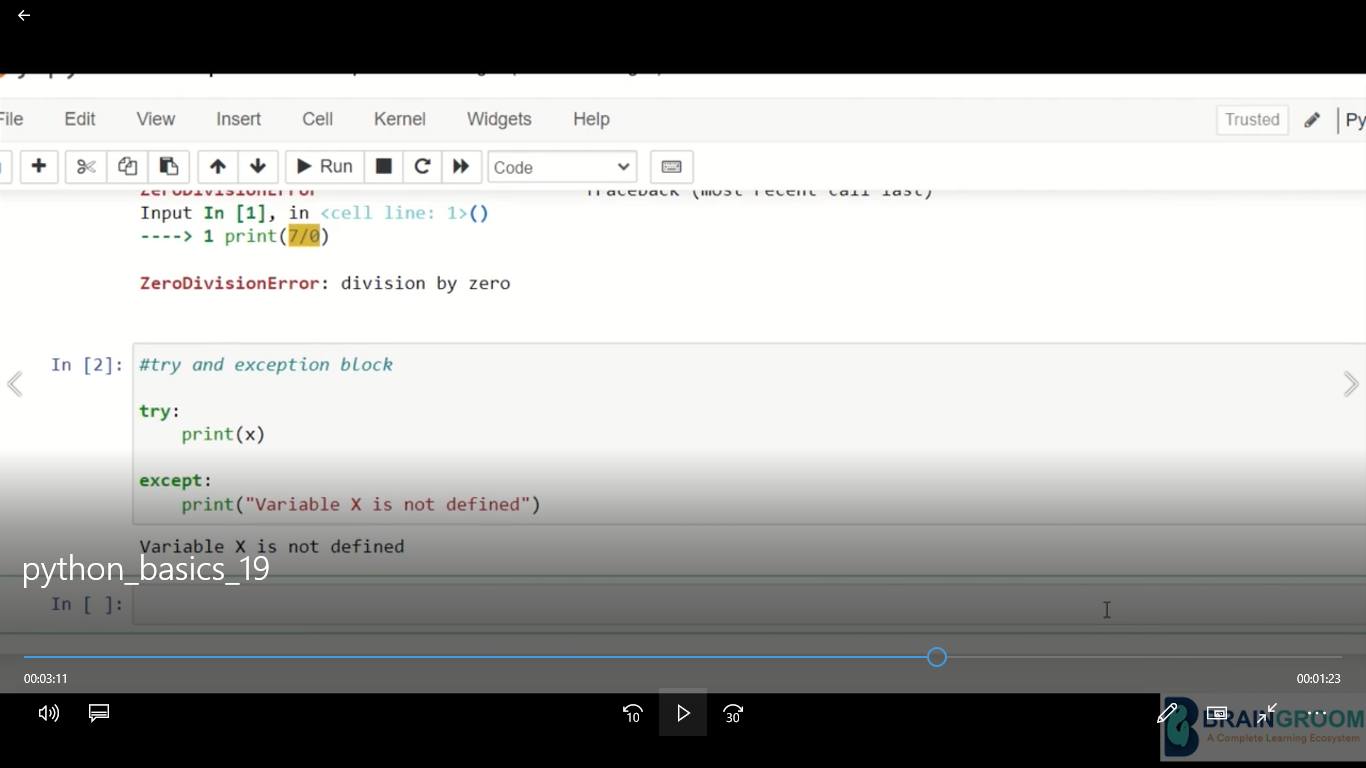 File Edit View Insert Cell Kernel Widgets Help Trusted Py
Run Code
ZeroDivisionError Traceback (most recent call last)
Input In [1], in <cell line: 1>()
----> 1 print(7/0)
ZeroDivisionError: division by zero
In [2]: #try and exception block
try:
    print(x)
except:
    print("Variable X is not defined")
Variable X is not defined
python_basics_19
In [ ]:
00:03:11 00:01:23
10 30
BRAINGROOM
A Complete Learning Ecosystem